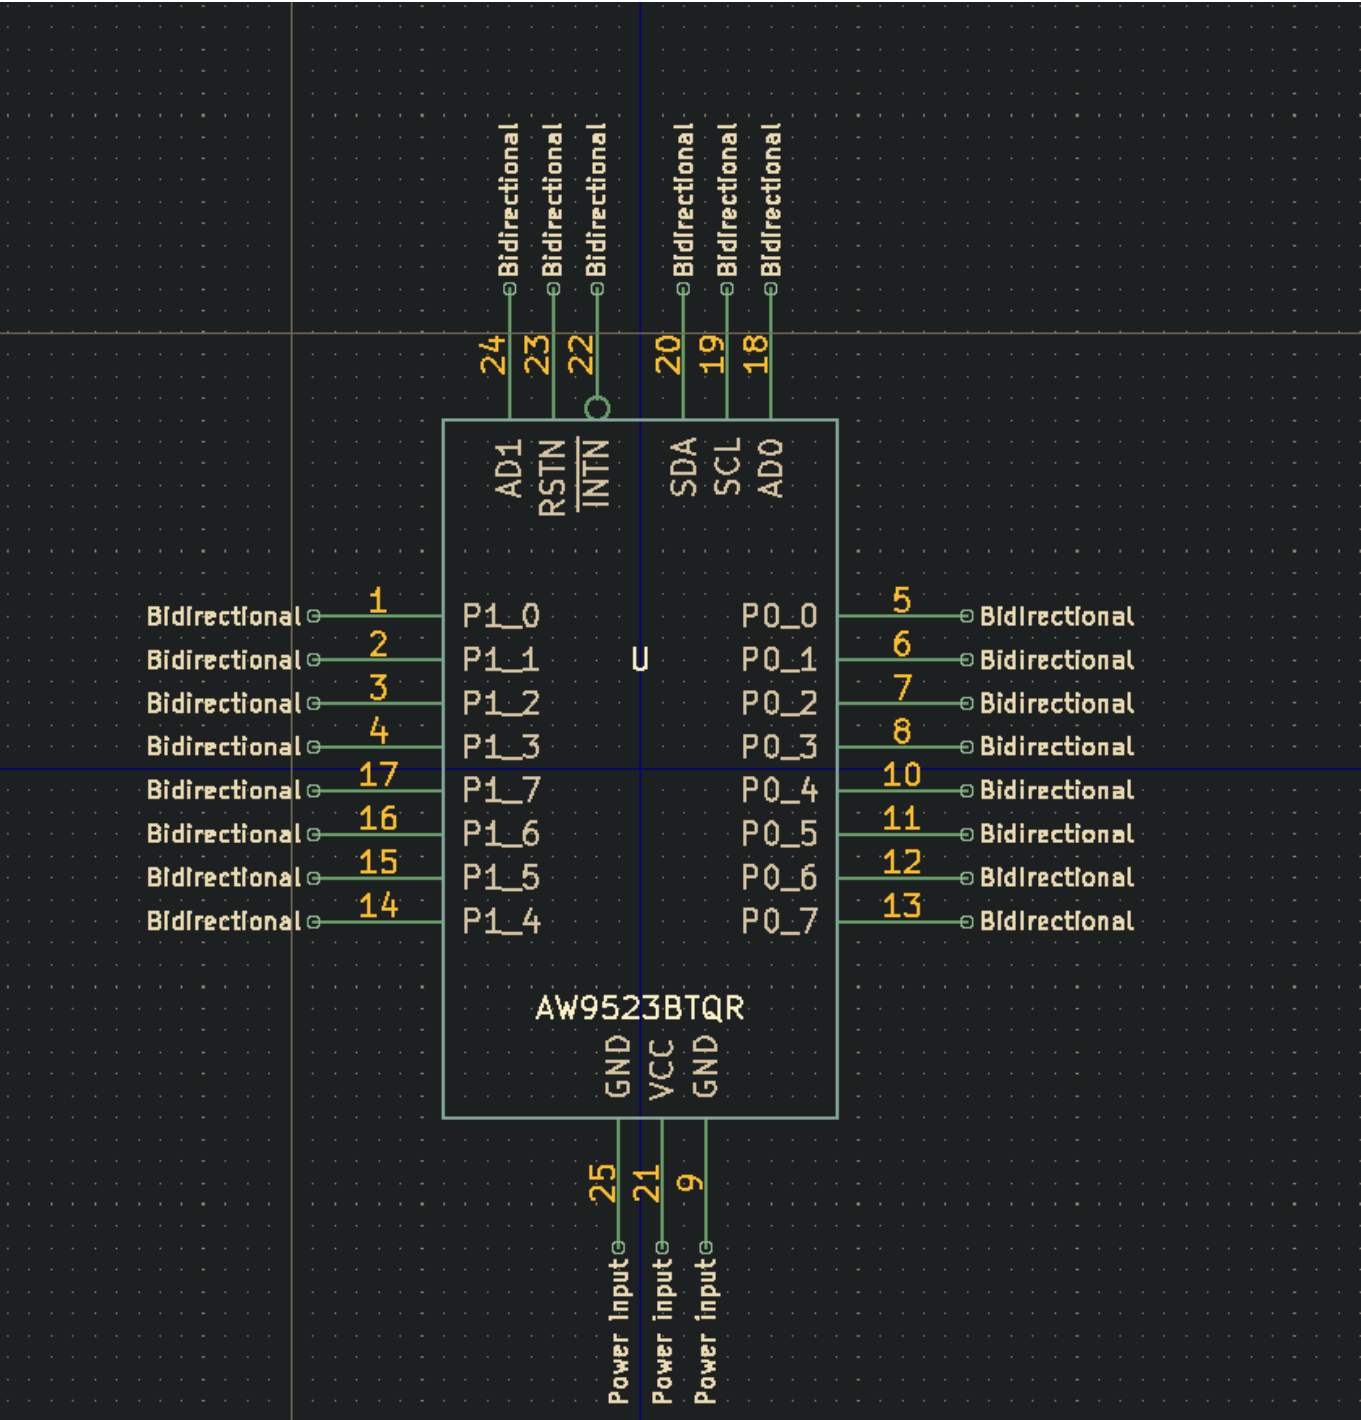 Bidirectional Bidirectional Bidirectional Bidirectional Bidirectional Bidirectional
24 23 22 20 19 18
AD1 RSTN INTN SDA SCL AD0
Bidirectional 1 P1_0 P0_0 5 Bidirectional
Bidirectional 2 P1_1 U P0_1 6 Bidirectional
Bidirectional 3 P1_2 P0_2 7 Bidirectional
Bidirectional 4 P1_3 P0_3 8 Bidirectional
Bidirectional 17 P1_7 P0_4 10 Bidirectional
Bidirectional 16 P1_6 P0_5 11 Bidirectional
Bidirectional 15 P1_5 P0_6 12 Bidirectional
Bidirectional 14 P1_4 P0_7 13 Bidirectional
AW9523BTQR
GND VCC GND
25 21 9
Power input Power input Power input